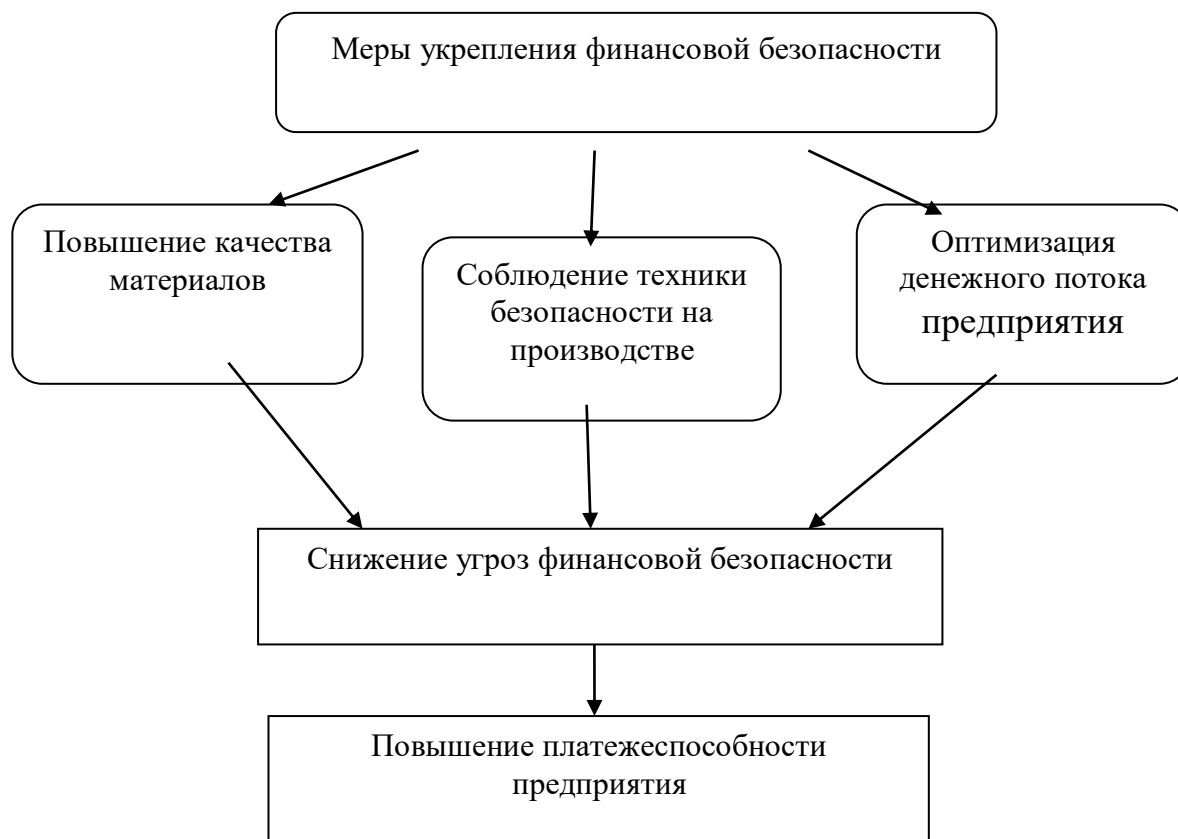 Меры укрепления финансовой безопасности
Повышение качества
материалов
Соблюдение техники
безопасности на
производстве
Оптимизация
денежного потока
предприятия
Снижение угроз финансовой безопасности
Повышение платежеспособности
предприятия